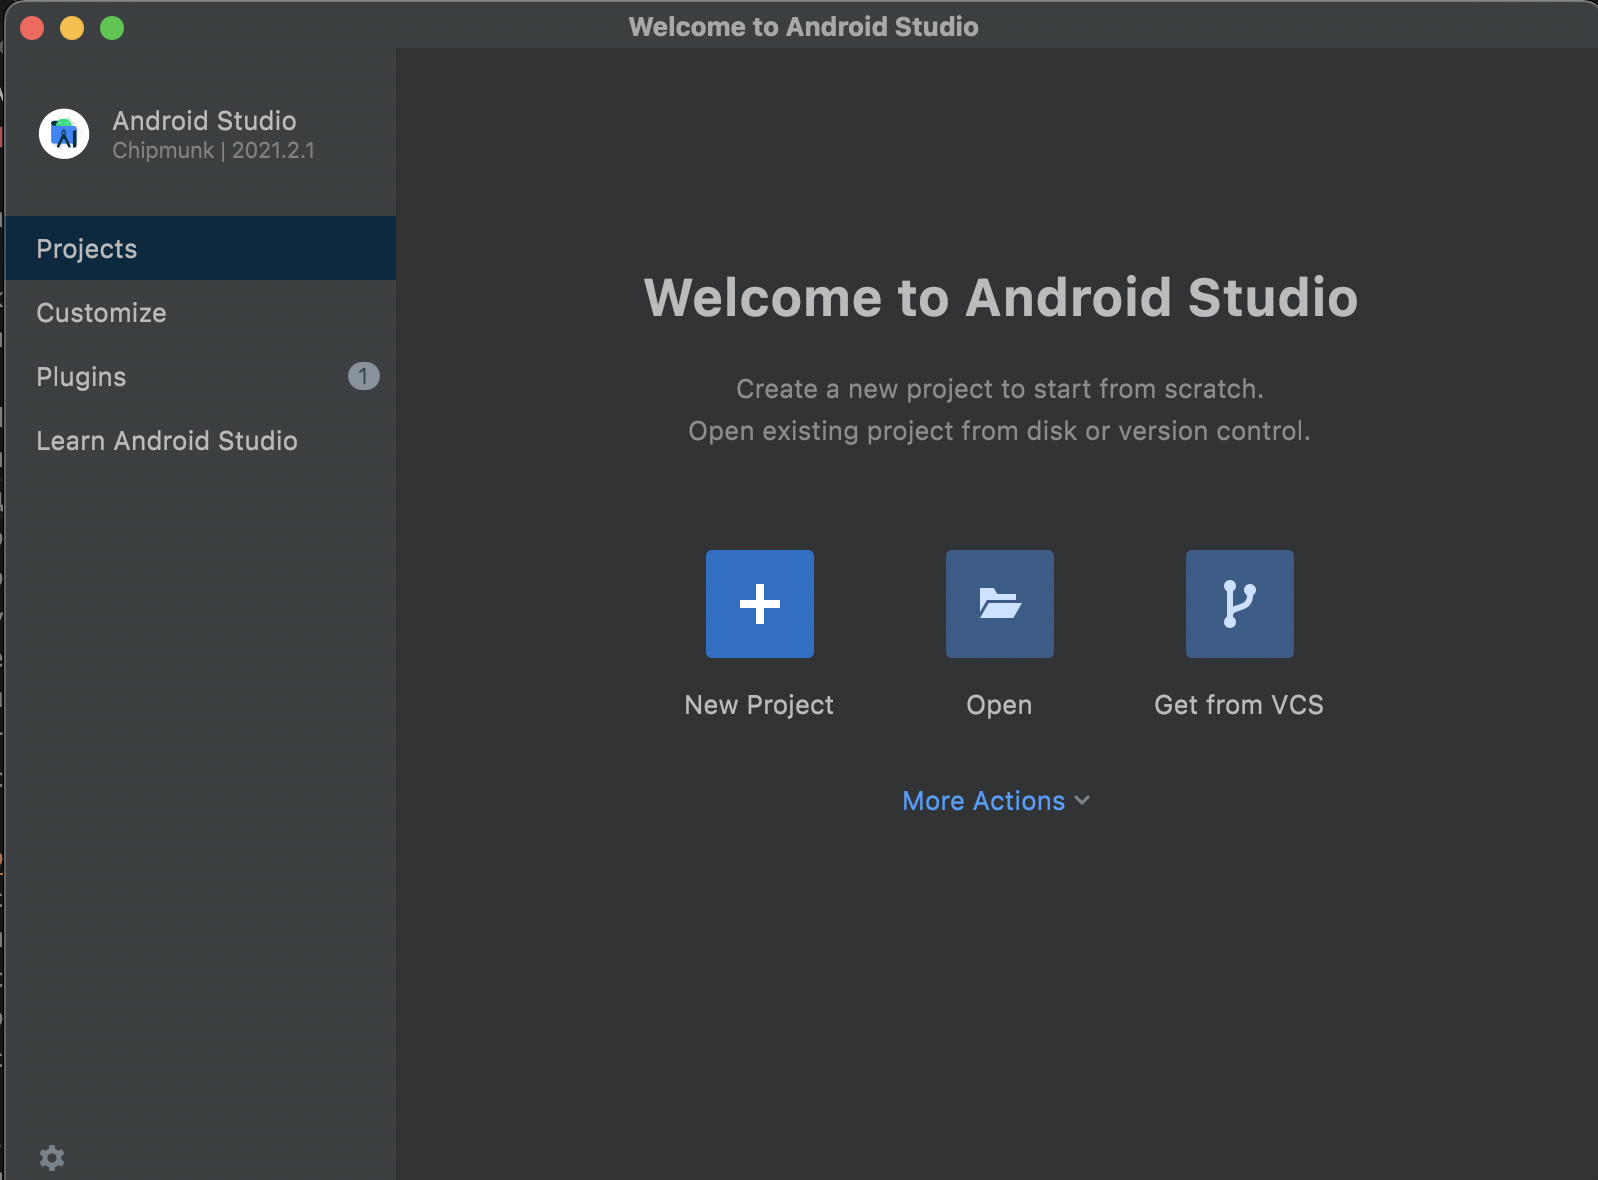 Welcome to Android Studio
Android Studio
Chipmunk | 2021.2.1
Projects
Customize
Plugins
1
Learn Android Studio
Welcome to Android Studio
Create a new project to start from scratch.
Open existing project from disk or version control.
New Project
Open
Get from VCS
More Actions